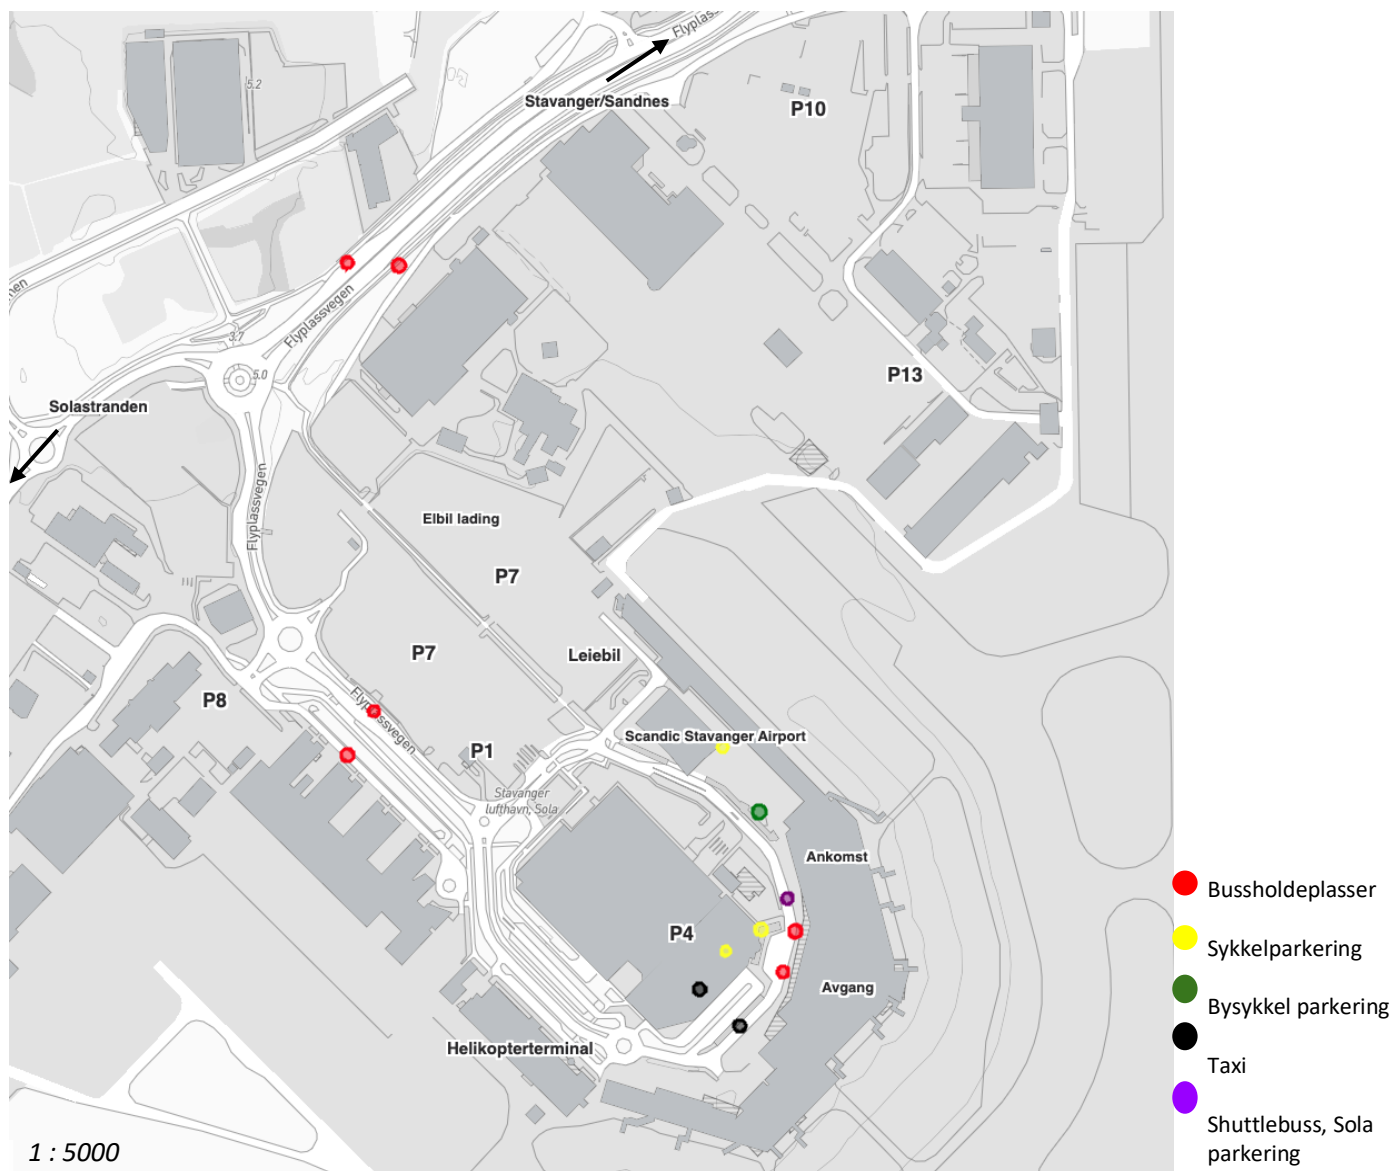 Flyplass
Stavanger/Sandnes
P10
5.2
nen
Flyplassvegen
3.7
5.0
P13
Solastranden
Flyplassvegen
Elbil lading
P7
P7
Leiebil
P8
Flyplassvegen
Scandic Stavanger Airport
P1
Stavanger
lufthavn, Sola
Ankomst
P4
Avgang
Helikopterterminal
1 : 5000
Bussholdeplasser
Sykkelparkering
Bysykkel parkering
Taxi
Shuttlebuss, Sola
parkering